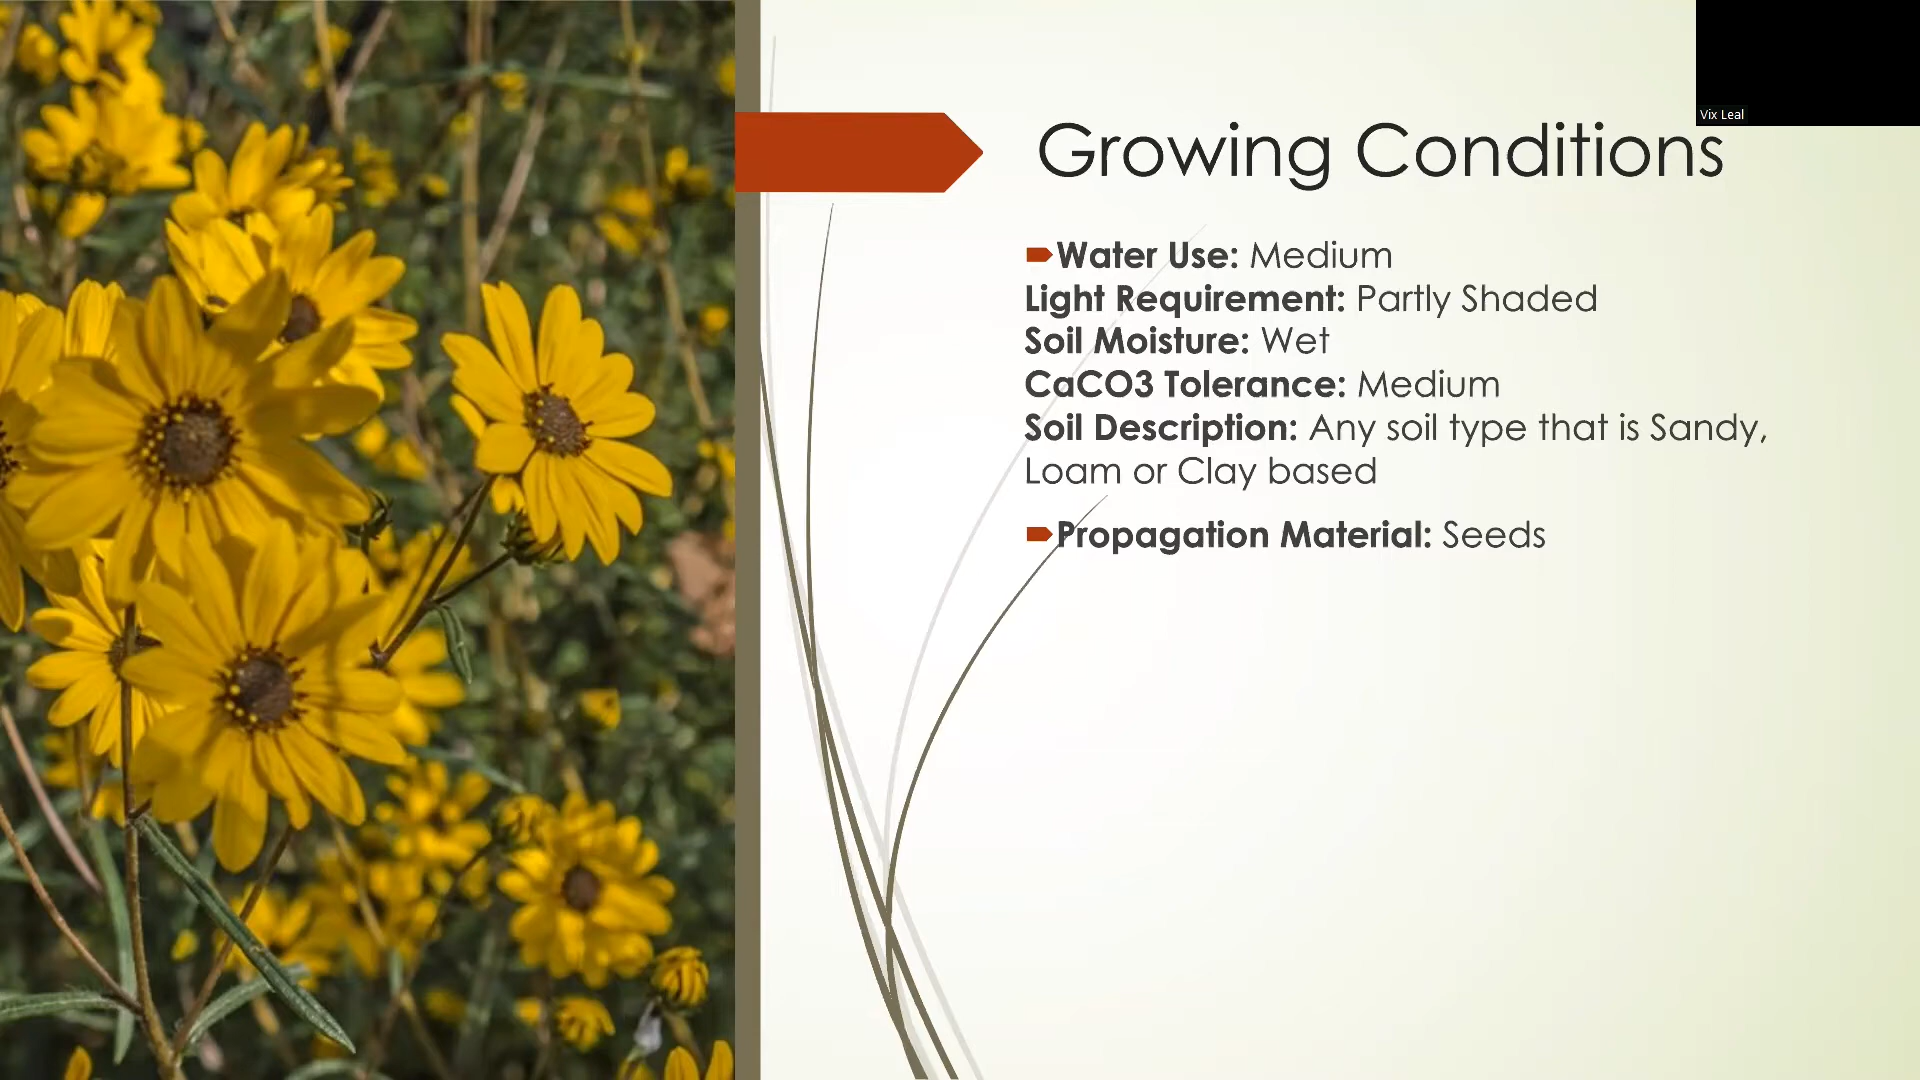 Vix Leal
Growing Conditions
Water Use: Medium
Light Requirement: Partly Shaded
Soil Moisture: Wet
CaCO3 Tolerance: Medium
Soil Description: Any soil type that is Sandy,
Loam or Clay based
Propagation Material: Seeds